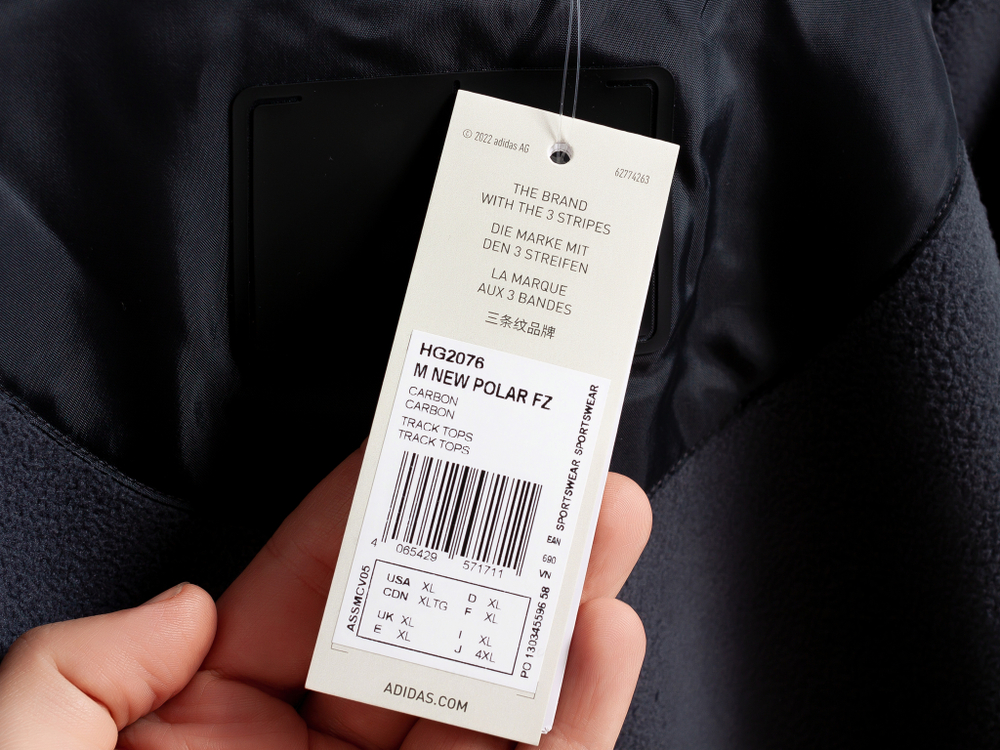 © 2022 adidas AG
62774263
THE BRAND
WITH THE 3 STRIPES
DIE MARKE MIT
DEN 3 STREIFEN
LA MARQUE
AUX 3 BANDES
三条纹品牌
HG2076
M NEW POLAR FZ
CARBON
CARBON
TRACK TOPS
TRACK TOPS
SPORTSWEAR SPORTSWEAR
EAN
690
VN
PO 130345596 58
4 065429 571711
ASSMCV05
USA XL D XL
CDN XLTG F XL
UK XL I XL
E XL J 4XL
ADIDAS.COM